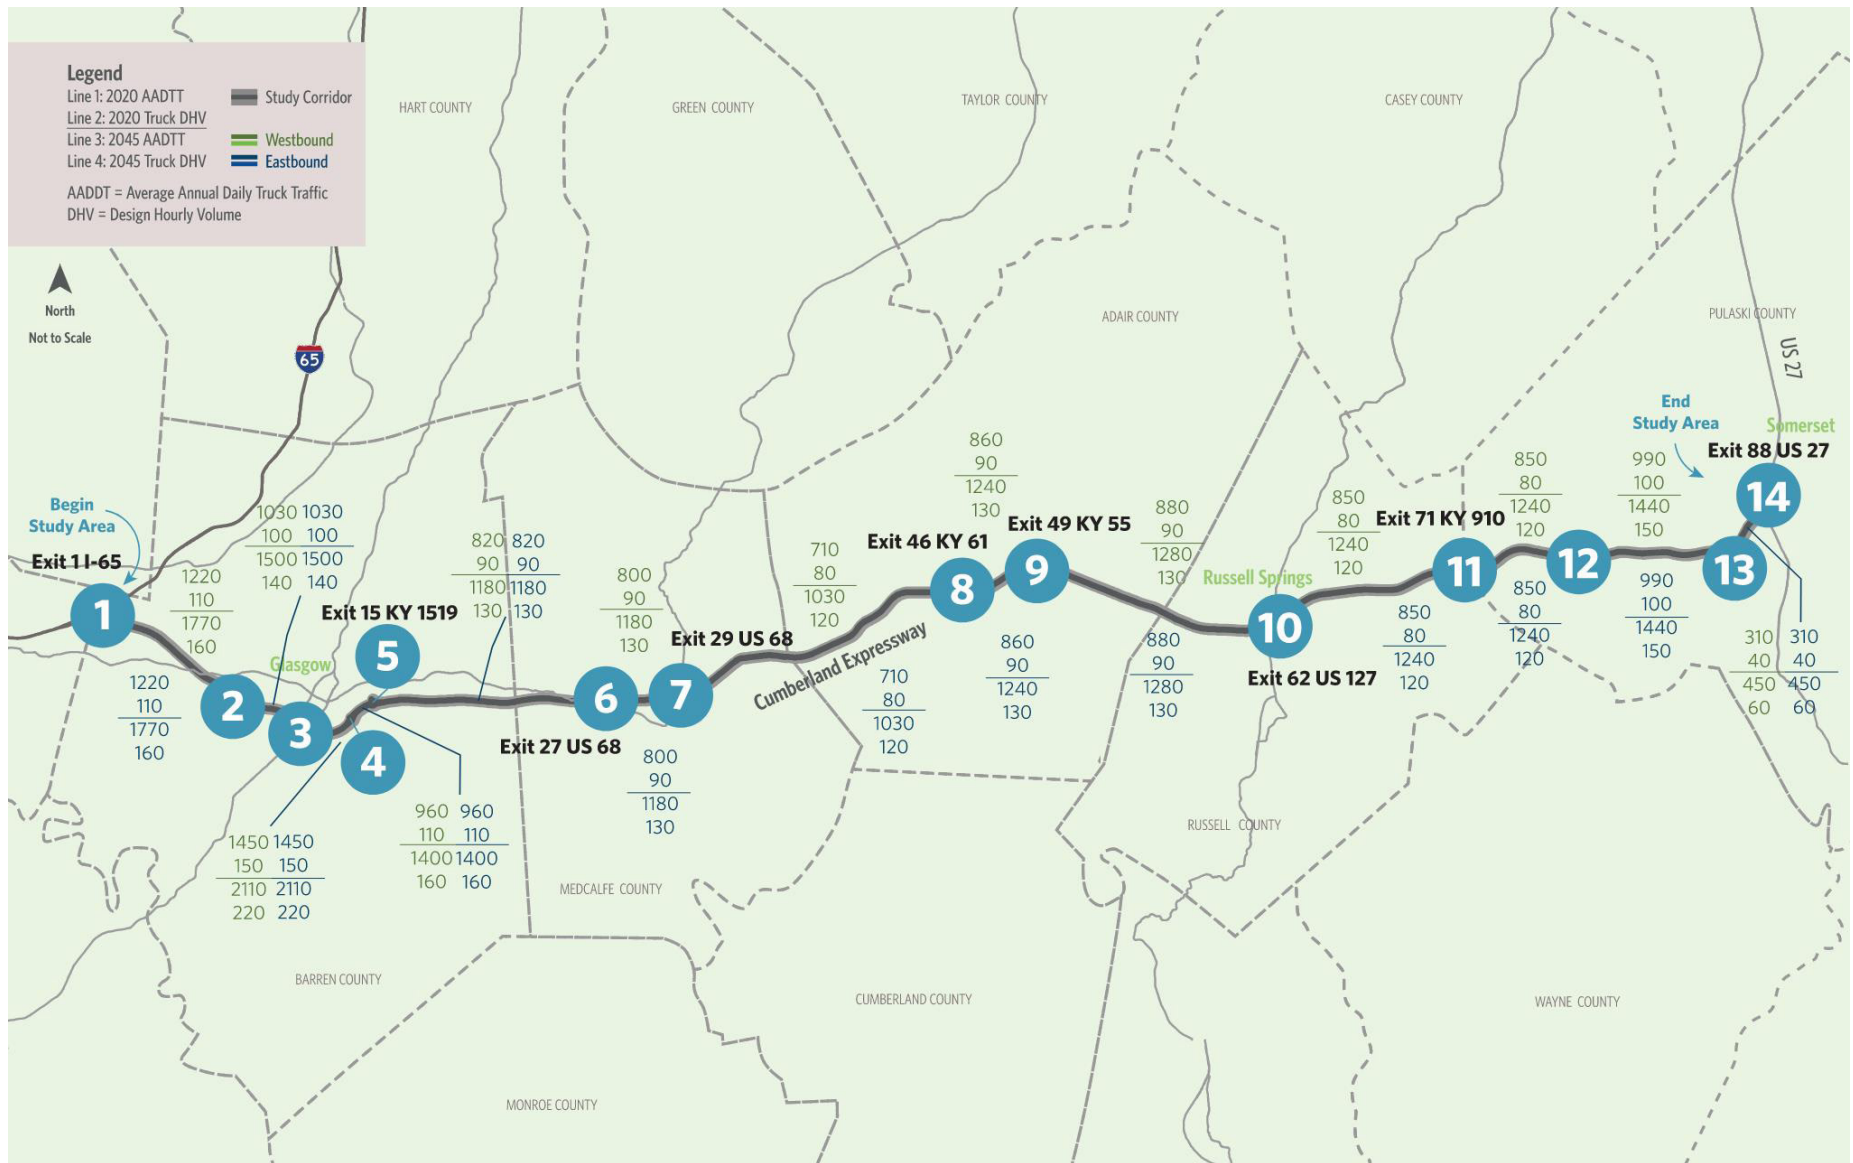 Legend
Line 1: 2020 AADTT
Line 2: 2020 Truck DHV
Line 3: 2045 AADTT
Line 4: 2045 Truck DHV
Study Corridor
Westbound
Eastbound
AADDT = Average Annual Daily Truck Traffic
DHV = Design Hourly Volume
North
Not to Scale
65
HART COUNTY
GREEN COUNTY
TAYLOR COUNTY
CASEY COUNTY
ADAIR COUNTY
PULASKI COUNTY
US 27
Begin
Study Area
Exit 1 I-65
1
1220
110
1770
160
1220
110
1770
160
2
Glasgow
1030 1030
100 100
1500 1500
140 140
3
1450 1450
150 150
2110 2110
220 220
4
Exit 15 KY 1519
5
960 960
110 110
1400 1400
160 160
820 820
90 90
1180 1180
130 130
6
Exit 27 US 68
800
90
1180
130
800
90
1180
130
Exit 29 US 68
7
Cumberland Expressway
710
80
1030
120
710
80
1030
120
Exit 46 KY 61
8
860
90
1240
130
860
90
1240
130
Exit 49 KY 55
9
880
90
1280
130
880
90
1280
130
Russell Springs
10
Exit 62 US 127
850
80
1240
120
850
80
1240
120
Exit 71 KY 910
11
850
80
1240
120
850
80
1240
120
12
990
100
1440
150
990
100
1440
150
13
End
Study Area
Somerset
Exit 88 US 27
14
310 310
40 40
450 450
60 60
RUSSELL COUNTY
MEDCALFE COUNTY
BARREN COUNTY
CUMBERLAND COUNTY
WAYNE COUNTY
MONROE COUNTY